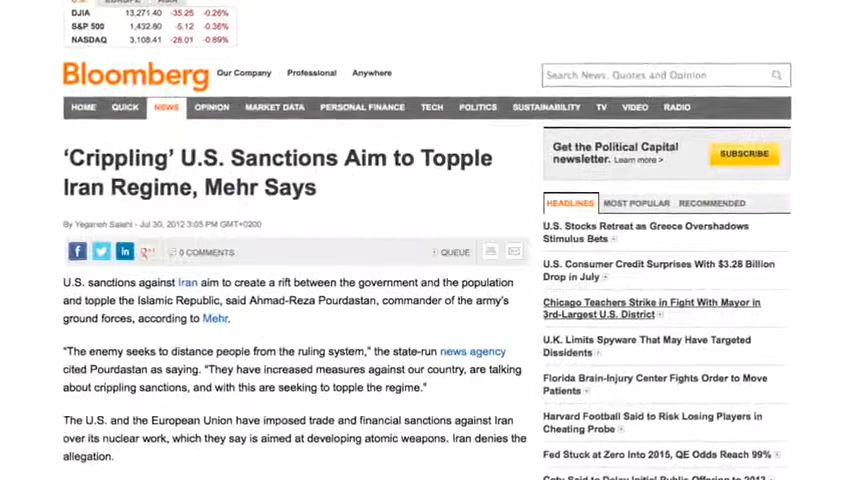 DJIA 13,271.40 -35.25 -0.26%
S&P 500 1,432.80 -5.12 -0.36%
NASDAQ 3,108.41 -28.01 -0.89%
Bloomberg Our Company Professional Anywhere
Search News, Quotes and Opinion
HOME QUICK NEWS OPINION MARKET DATA PERSONAL FINANCE TECH POLITICS SUSTAINABILITY TV VIDEO RADIO
‘Crippling’ U.S. Sanctions Aim to Topple
Iran Regime, Mehr Says
By Yeganeh Salehi - Jul 30, 2012 3:05 PM GMT+0200
0 COMMENTS QUEUE
U.S. sanctions against Iran aim to create a rift between the government and the population
and topple the Islamic Republic, said Ahmad-Reza Pourdastan, commander of the army’s
ground forces, according to Mehr.
“The enemy seeks to distance people from the ruling system,” the state-run news agency
cited Pourdastan as saying. “They have increased measures against our country, are talking
about crippling sanctions, and with this are seeking to topple the regime.”
The U.S. and the European Union have imposed trade and financial sanctions against Iran
over its nuclear work, which they say is aimed at developing atomic weapons. Iran denies the
allegation.
Get the Political Capital
newsletter. Learn more >
SUBSCRIBE
HEADLINES MOST POPULAR RECOMMENDED
U.S. Stocks Retreat as Greece Overshadows
Stimulus Bets
U.S. Consumer Credit Surprises With $3.28 Billion
Drop in July
Chicago Teachers Strike in Fight With Mayor in
3rd-Largest U.S. District
U.K. Limits Spyware That May Have Targeted
Dissidents
Florida Brain-Injury Center Fights Order to Move
Patients
Harvard Football Said to Risk Losing Players in
Cheating Probe
Fed Stuck at Zero Into 2015, QE Odds Reach 99%